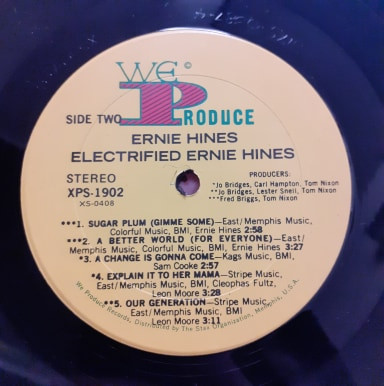 WE ©
PRODUCE
SIDE TWO
ERNIE HINES
ELECTRIFIED ERNIE HINES
STEREO
XPS-1902
XS-0408
PRODUCERS:
*Jo Bridges, Carl Hampton, Tom Nixon
**Jo Bridges, Lester Snell, Tom Nixon
***Fred Briggs, Tom Nixon
***1. SUGAR PLUM (GIMME SOME)—East/Memphis Music,
Colorful Music, BMI, Ernie Hines 2:58
***2. A BETTER WORLD (FOR EVERYONE)—East/
Memphis Music, Colorful Music, BMI, Ernie Hines 3:27
*3. A CHANGE IS GONNA COME—Kags Music, BMI,
Sam Cooke 2:57
*4. EXPLAIN IT TO HER MAMA—Stripe Music,
East/Memphis Music, BMI, Cleophas Fultz,
Leon Moore 3:28
**5. OUR GENERATION—Stripe Music,
East/Memphis Music, BMI
Leon Moore 3:11
We Produce Records, Distributed by The Stax Organization, Memphis, U.S.A.